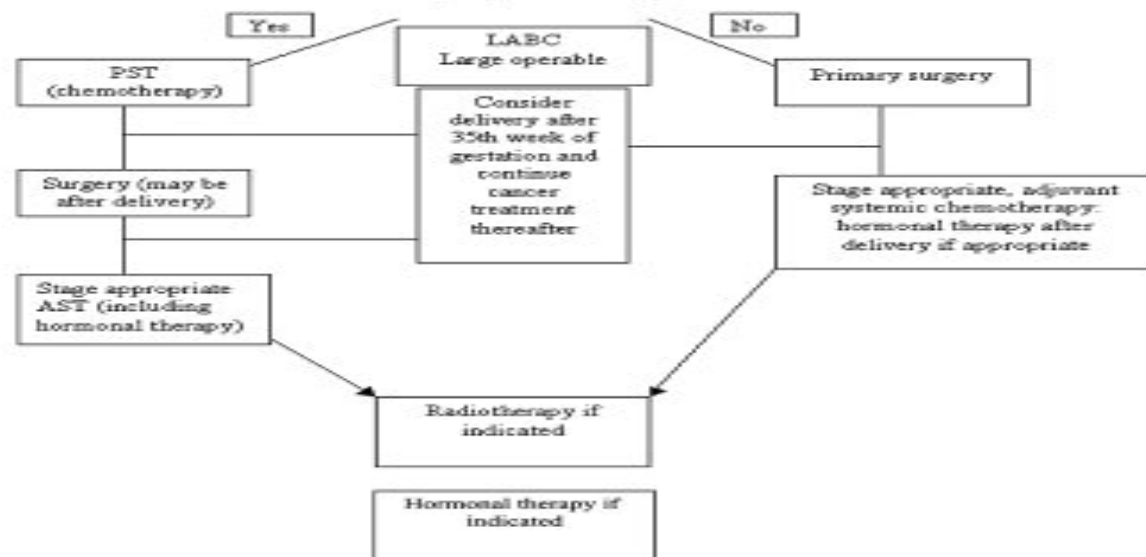 Yes
No
LABC
Large operable
PST
(chemotherapy)
Primary surgery
Consider
delivery after
35th week of
gestation and
continue
cancer
treatment
thereafter
Surgery (may be
after delivery)
Stage appropriate, adjuvant
systemic chemotherapy:
hormonal therapy after
delivery if appropriate
Stage appropriate
AST (including
hormonal therapy)
Radiotherapy if
indicated
Hormonal therapy if
indicated